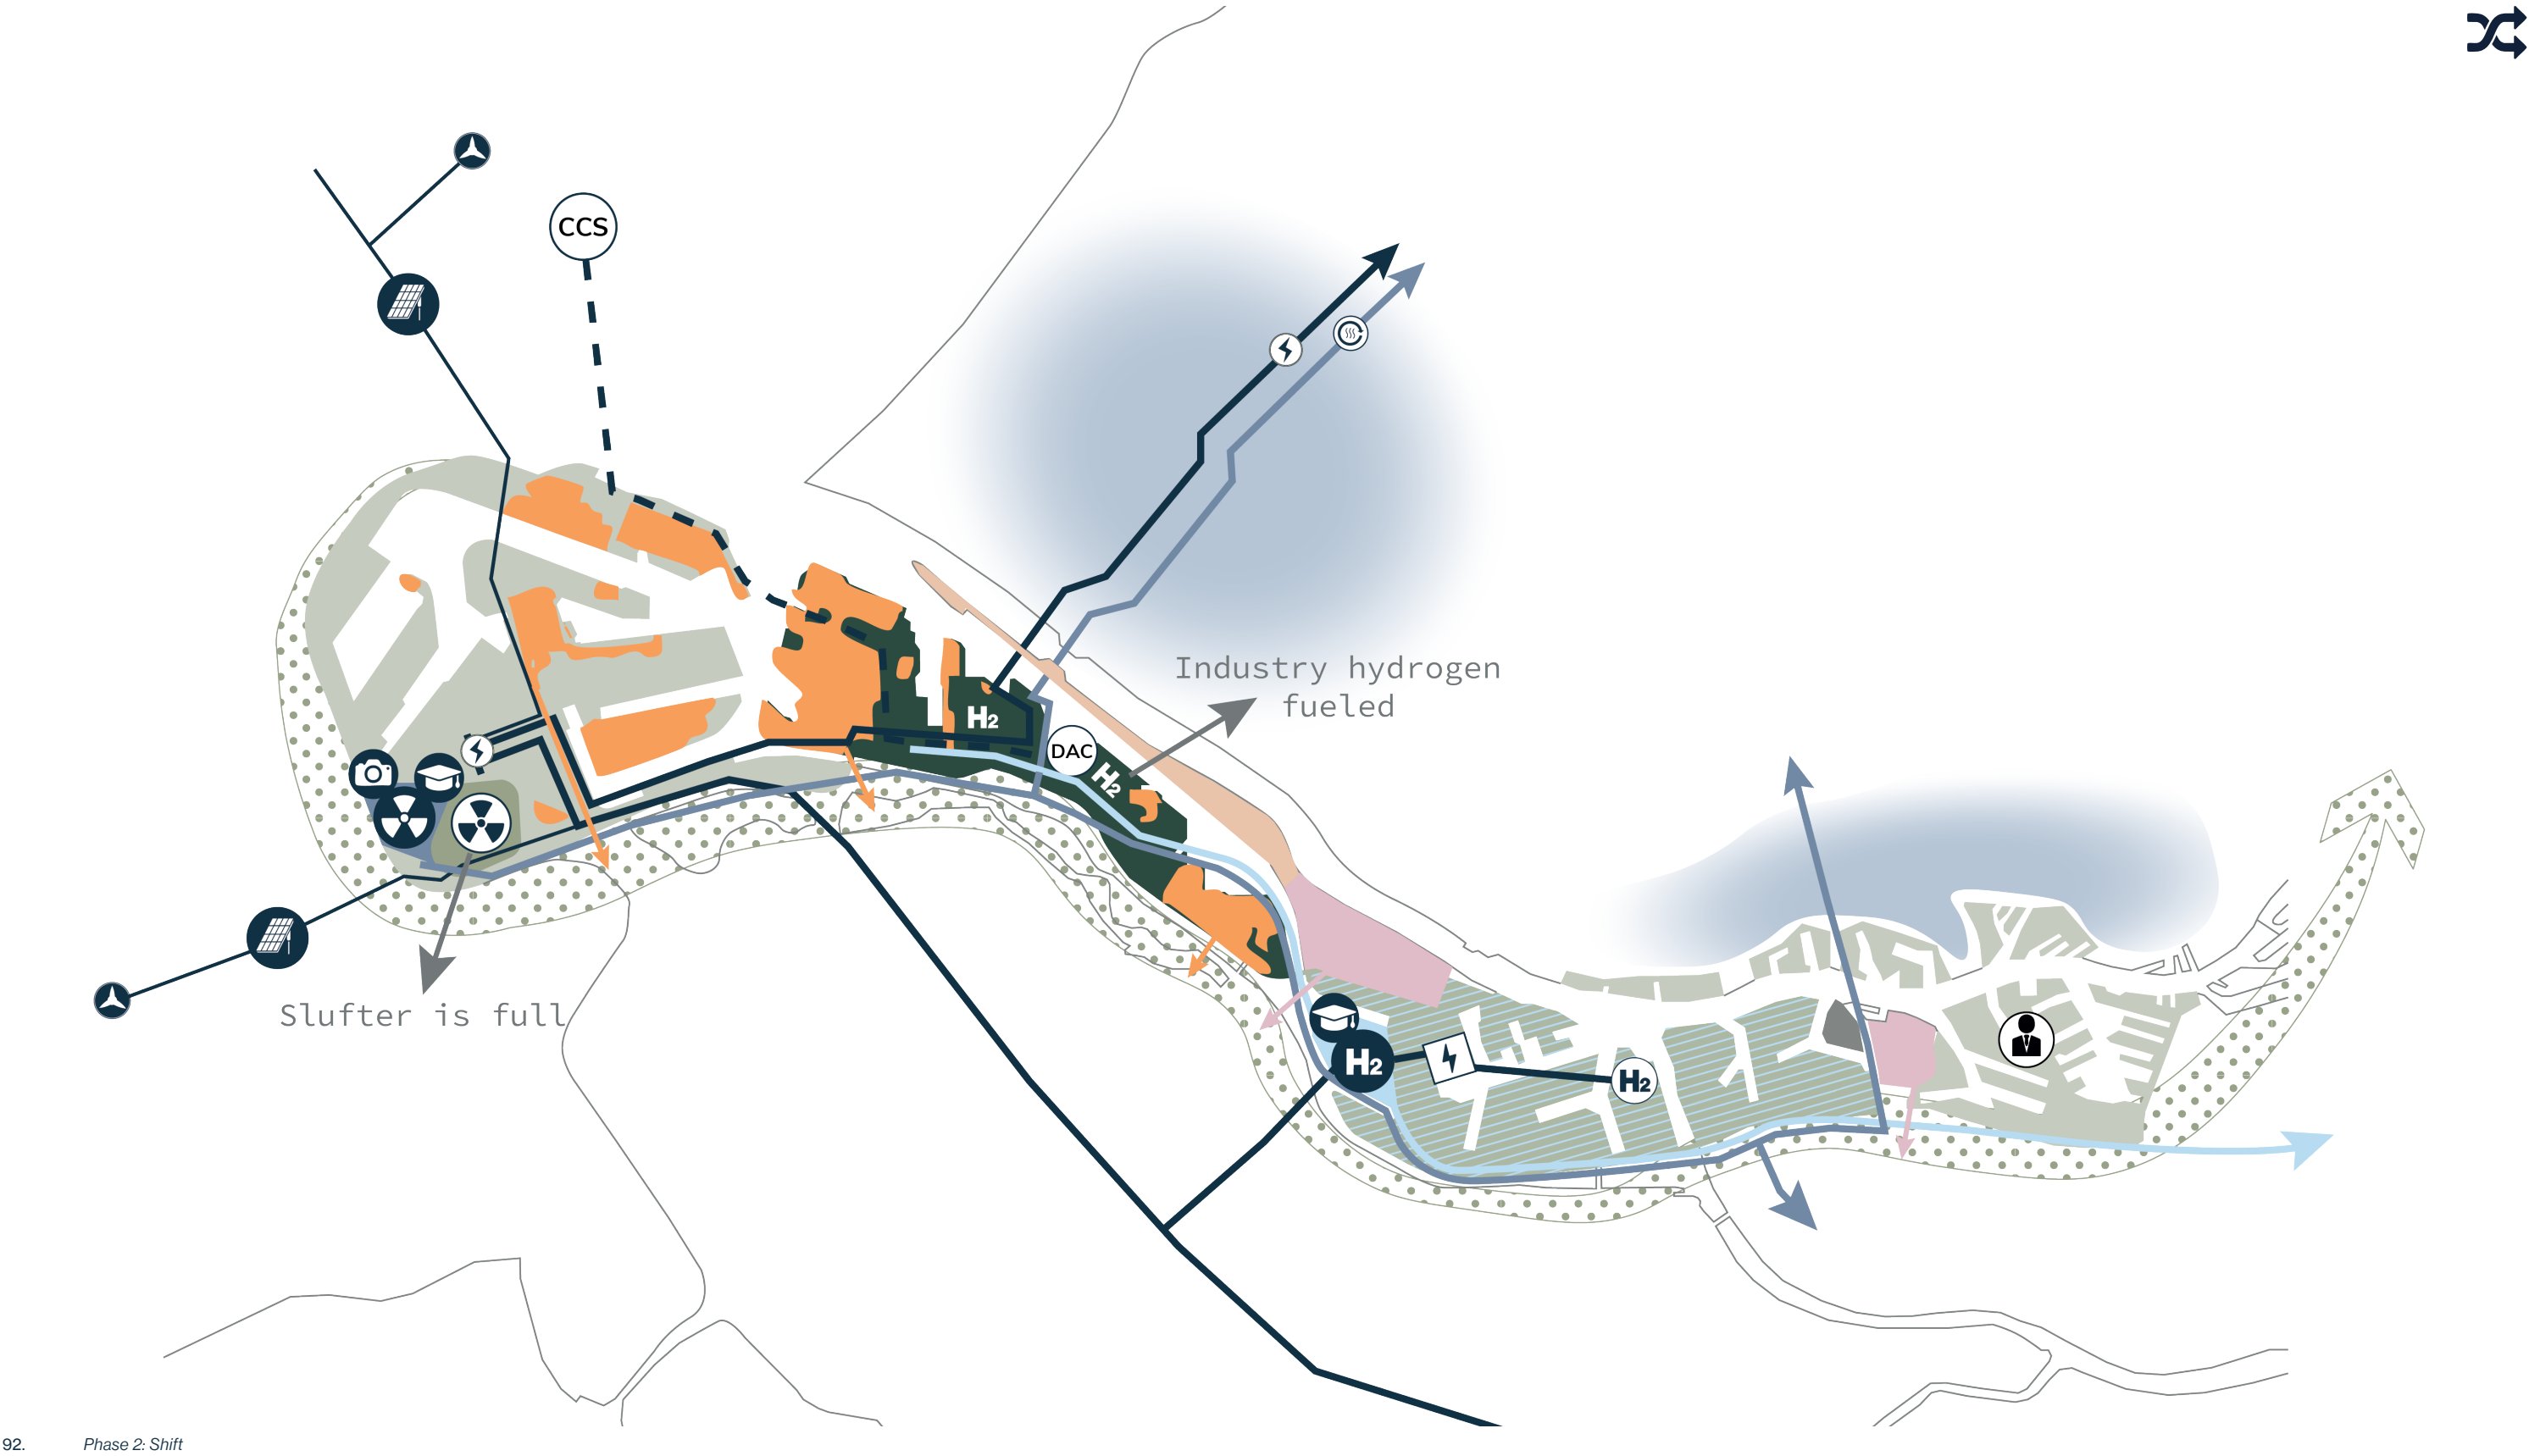 CCS
Industry hydrogen
fueled
H2
DAC
H2
Slufter is full
H2
H2
92.
Phase 2: Shift